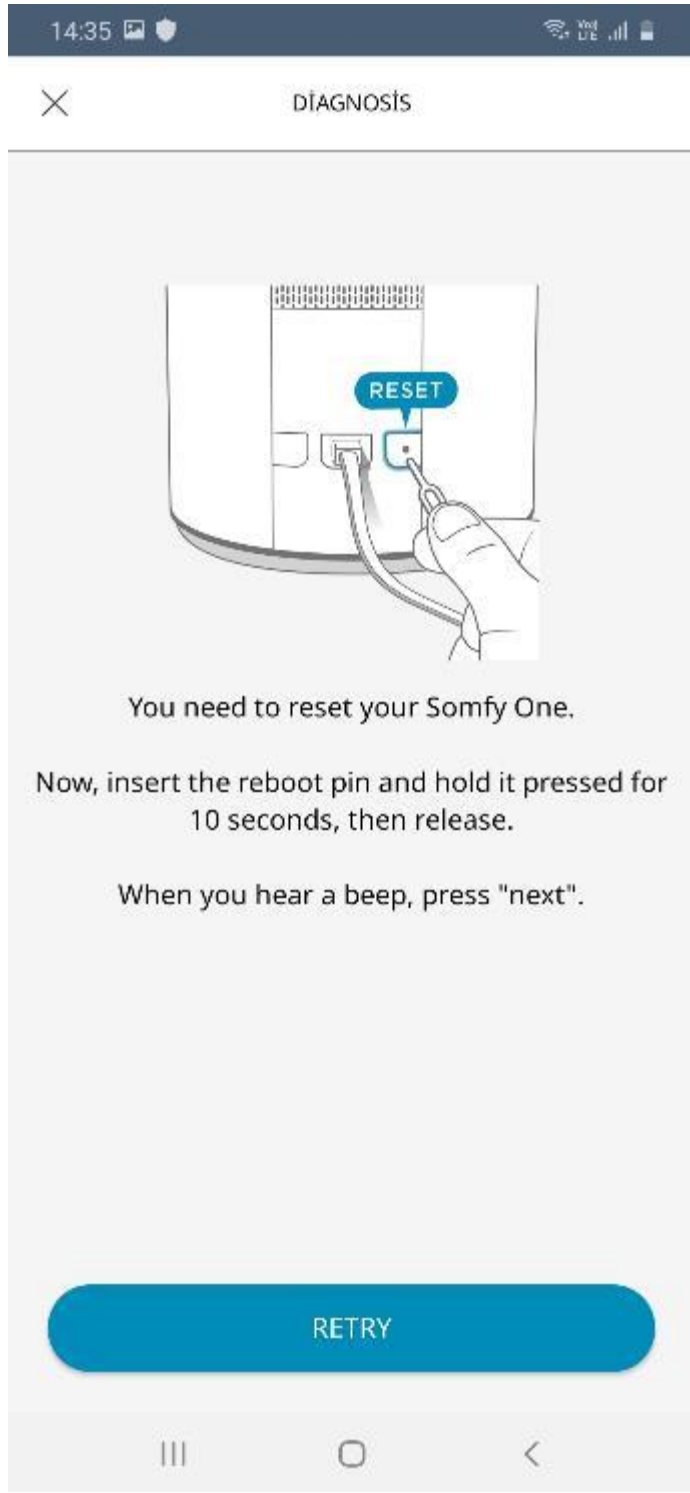 14:35
DİAGNOSİS
RESET
You need to reset your Somfy One.
Now, insert the reboot pin and hold it pressed for
10 seconds, then release.
When you hear a beep, press "next".
RETRY